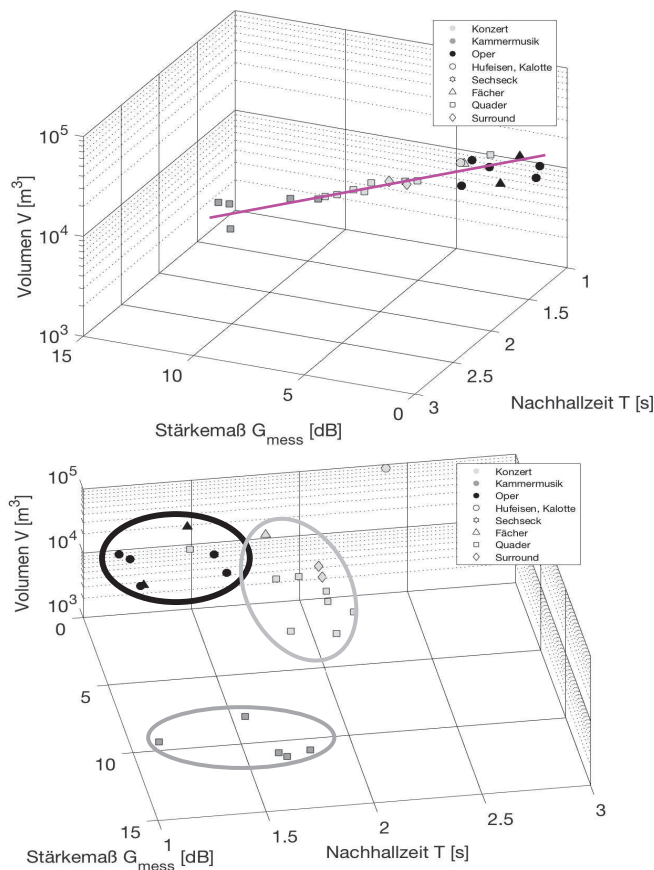 Konzert
Kammermusik
Oper
Hufeisen, Kalotte
Sechseck
Fächer
Quader
Surround
10^5
10^4
10^3
Volumen V [m^3]
15
10
5
0
Stärkemaß G_mess [dB]
1
1.5
2
2.5
3
Nachhallzeit T [s]
Konzert
Kammermusik
Oper
Hufeisen, Kalotte
Sechseck
Fächer
Quader
Surround
10^5
10^4
10^3
Volumen V [m^3]
0
5
10
15
Stärkemaß G_mess [dB]
1
1.5
2
2.5
3
Nachhallzeit T [s]